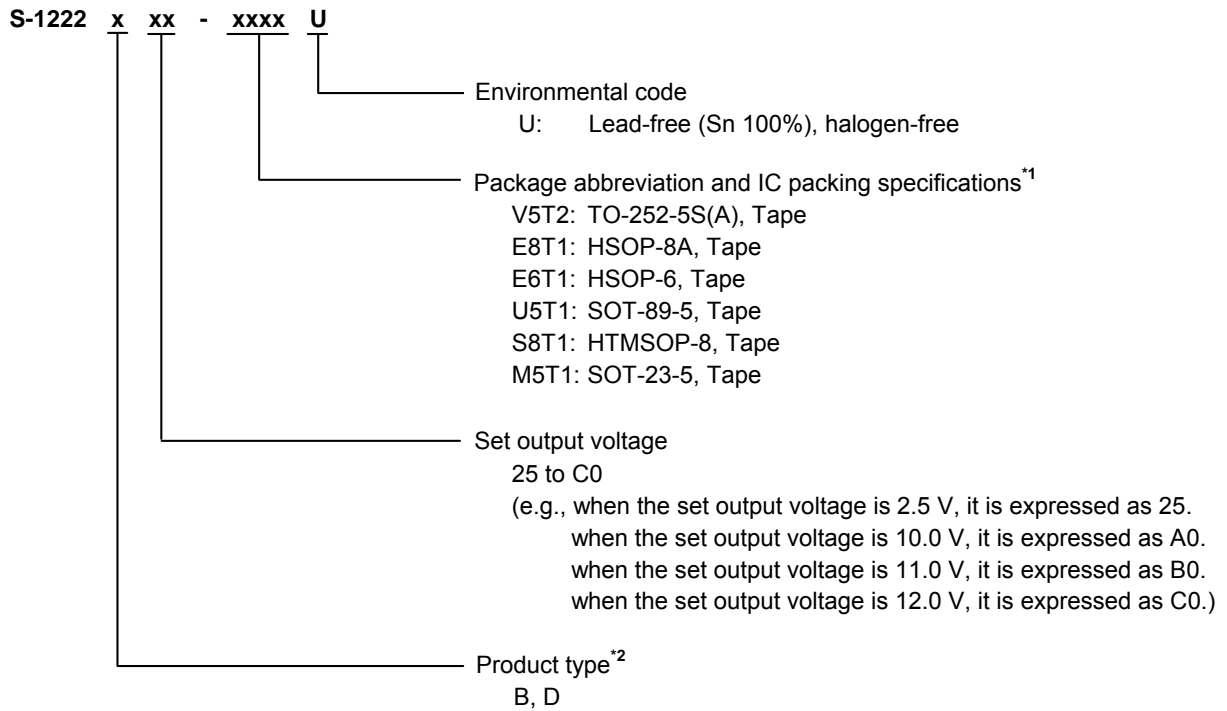 S-1222 x xx - xxxx U
Environmental code
U: Lead-free (Sn 100%), halogen-free
Package abbreviation and IC packing specifications*1
V5T2: TO-252-5S(A), Tape
E8T1: HSOP-8A, Tape
E6T1: HSOP-6, Tape
U5T1: SOT-89-5, Tape
S8T1: HTMSOP-8, Tape
M5T1: SOT-23-5, Tape
Set output voltage
25 to C0
(e.g., when the set output voltage is 2.5 V, it is expressed as 25.
when the set output voltage is 10.0 V, it is expressed as A0.
when the set output voltage is 11.0 V, it is expressed as B0.
when the set output voltage is 12.0 V, it is expressed as C0.)
Product type*2
B, D